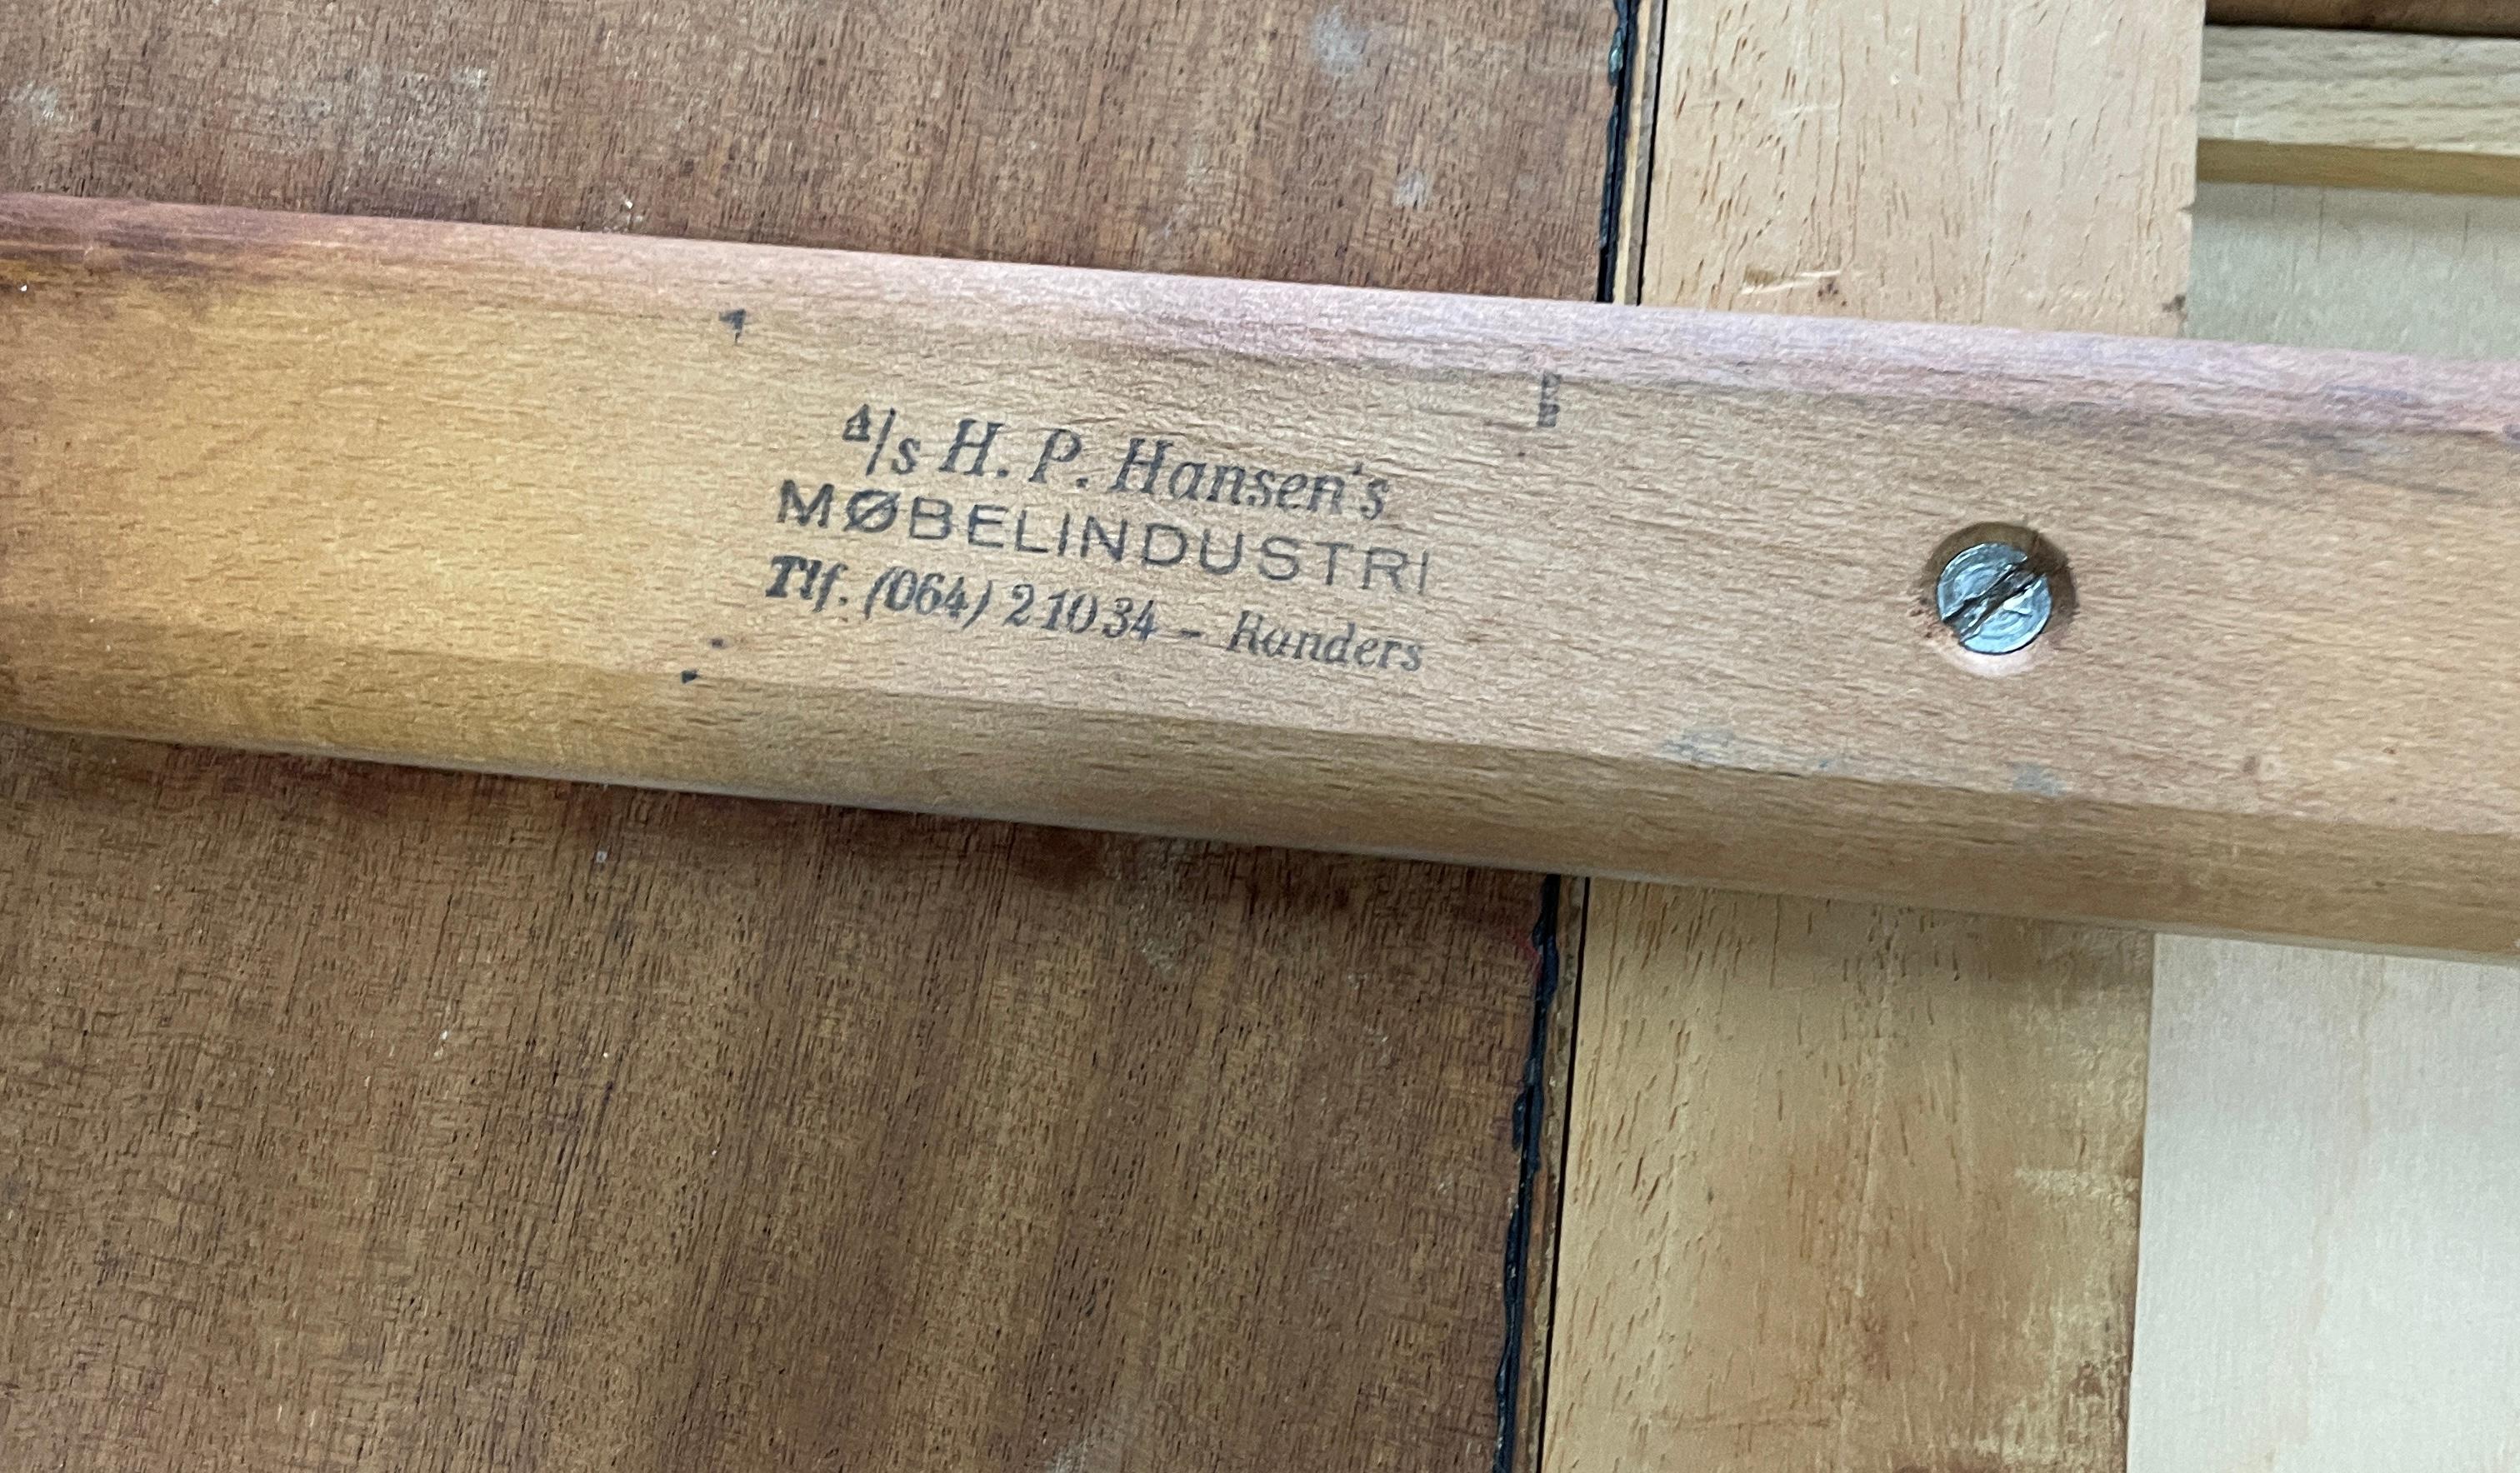 A/s H. P. Hansen's
MØBELINDUSTRI
Tlf. (064) 21034 – Randers